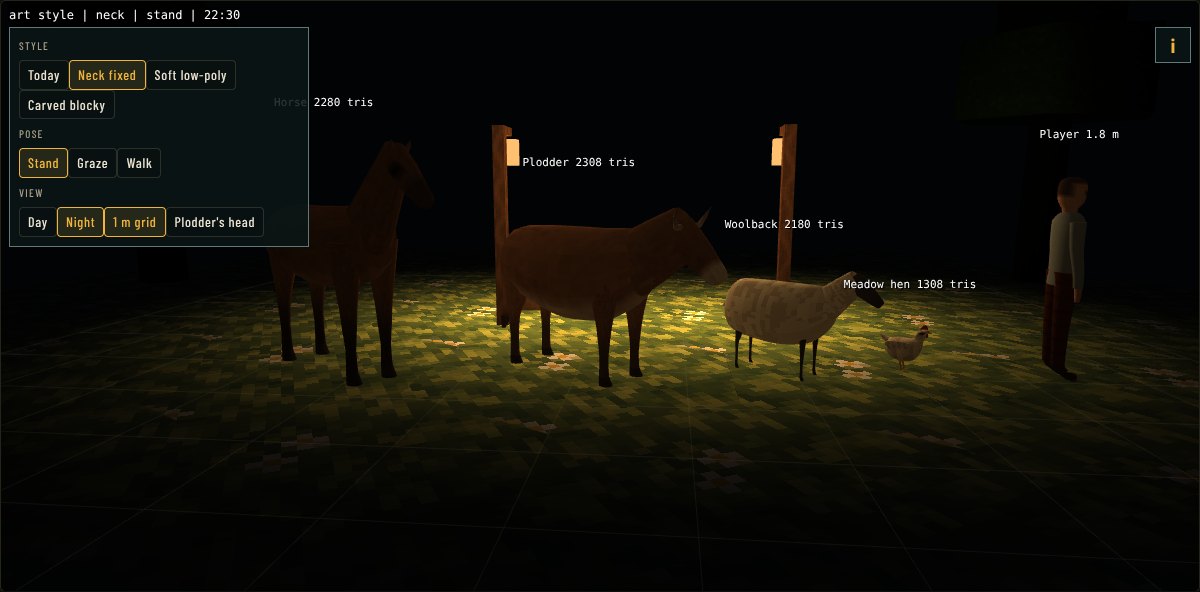 art style | neck | stand | 22:30
STYLE
Today Neck fixed Soft low-poly
Carved blocky
POSE
Stand Graze Walk
VIEW
Day Night 1 m grid Plodder's head
i
Horse 2280 tris
Plodder 2308 tris
Woolback 2180 tris
Meadow hen 1308 tris
Player 1.8 m